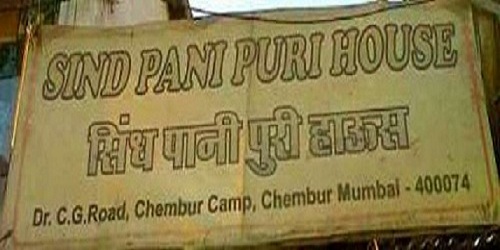 SIND PANI PURI HOUSE
सिंध पानी पुरी हाऊस
Dr. C.G.Road, Chembur Camp, Chembur Mumbai - 400074